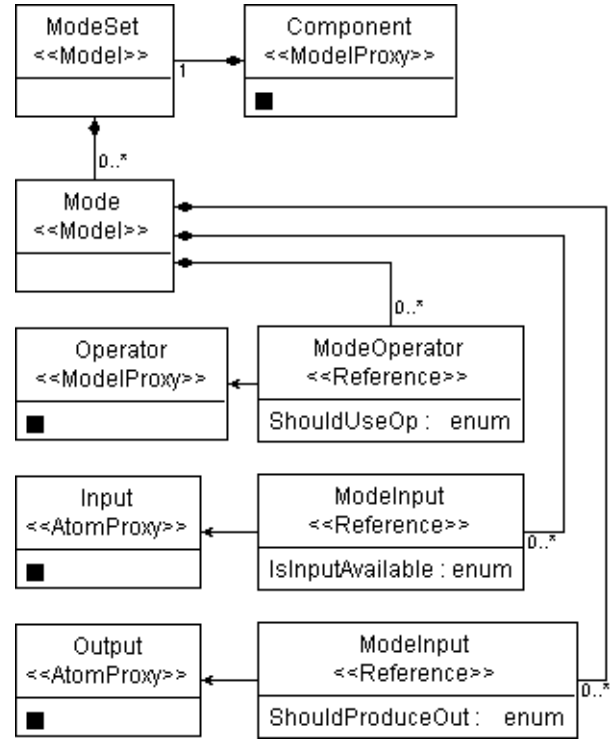 ModeSet
<<Model>>
1
Component
<<ModelProxy>>
0..*
Mode
<<Model>>
0..*
Operator
<<ModelProxy>>
ModeOperator
<<Reference>>
ShouldUseOp : enum
Input
<<AtomProxy>>
ModeInput
<<Reference>>
IsInputAvailable : enum
0..*
Output
<<AtomProxy>>
ModeInput
<<Reference>>
ShouldProduceOut : enum
0..*